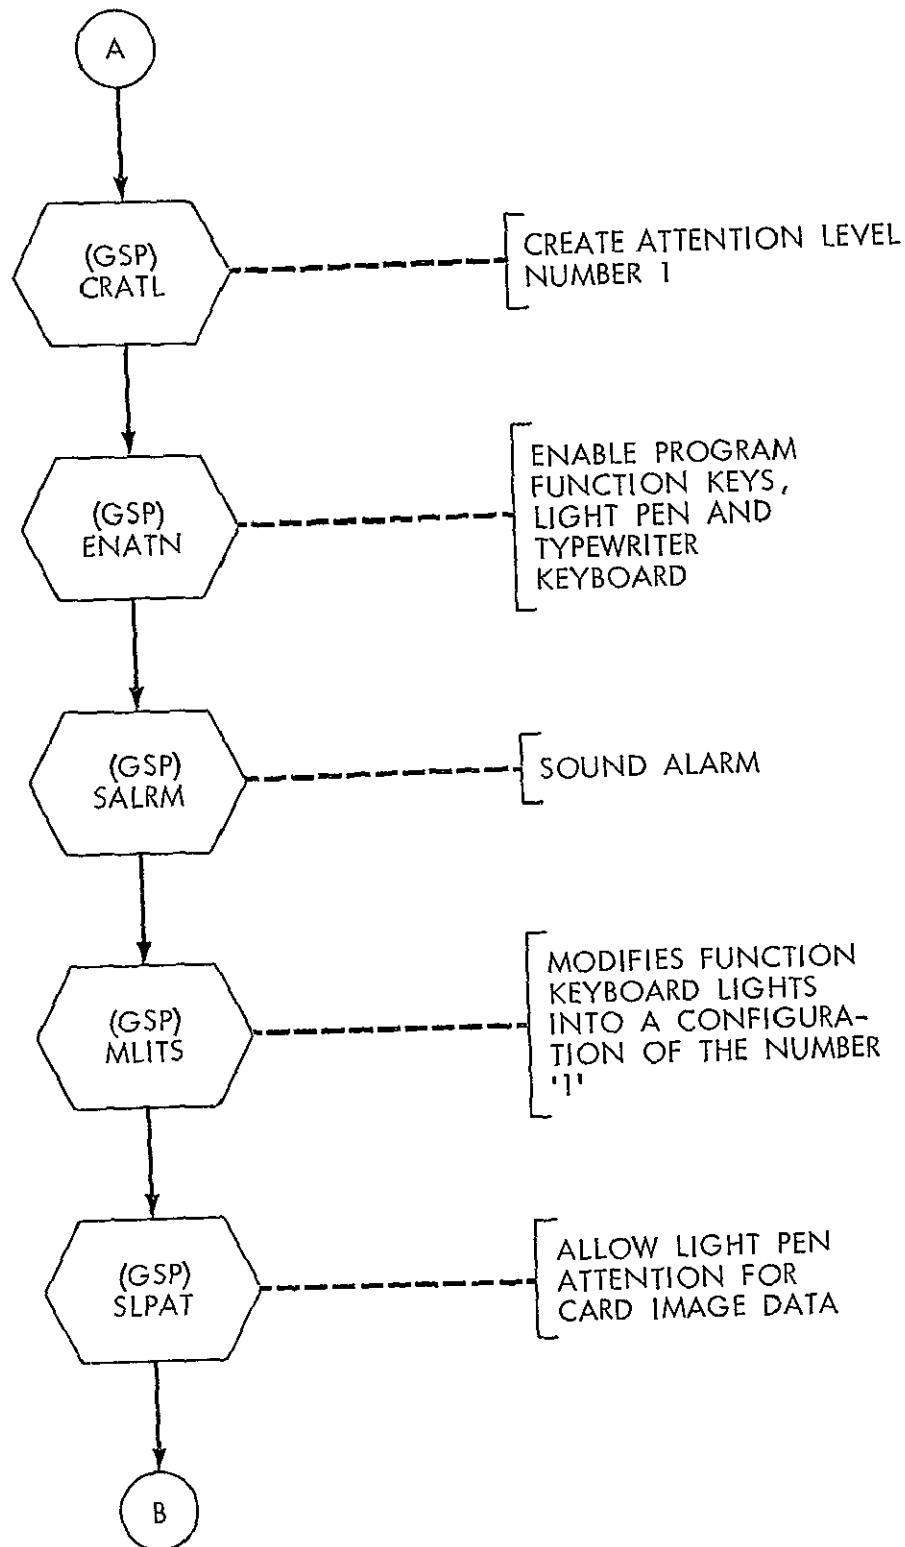 A
(GSP)
CRATL
CREATE ATTENTION LEVEL
NUMBER 1
(GSP)
ENATN
ENABLE PROGRAM
FUNCTION KEYS,
LIGHT PEN AND
TYPEWRITER
KEYBOARD
(GSP)
SALRM
SOUND ALARM
(GSP)
MLITS
MODIFIES FUNCTION
KEYBOARD LIGHTS
INTO A CONFIGURA-
TION OF THE NUMBER
'1'
(GSP)
SLPAT
ALLOW LIGHT PEN
ATTENTION FOR
CARD IMAGE DATA
B